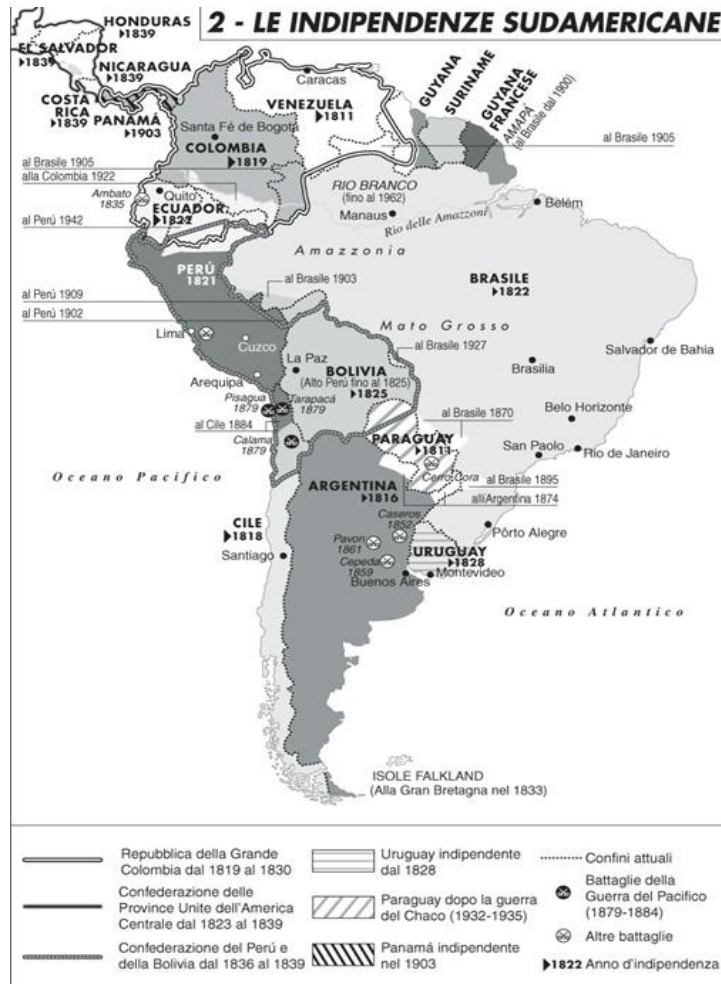 2 - LE INDIPENDENZE SUDAMERICANE
HONDURAS
▶1839
EL SALVADOR
▶1839
NICARAGUA
▶1839
COSTA
RICA
▶1839
PANAMÁ
▶1903
Caracas
VENEZUELA
▶1811
GUYANA
SURINAME
GUYANA
FRANCESE
AMAPÁ
(al Brasile dal 1900)
Santa Fé de Bogotá
COLOMBIA
▶1819
al Brasile 1905
al Brasile 1905
alla Colombia 1922
Ambato
1835
Quito
ECUADOR
▶1822
al Perú 1942
RIO BRANCO
(fino al 1962)
Manaus
Rio delle Amazzoni
Belém
Amazzonia
PERÚ
1821
al Brasile 1903
BRASILE
▶1822
al Perú 1909
al Perú 1902
Lima
Cuzco
Mato Grosso
al Brasile 1927
Salvador de Bahia
La Paz
BOLIVIA
(Alto Perú fino al 1825)
▶1825
Brasilia
Arequipa
Pisagua
1879
Tarapacá
1879
al Cile 1884
Calama
1879
al Brasile 1870
Belo Horizonte
PARAGUAY
▶1811
Cerro Cora
San Paolo
Rio de Janeiro
Oceano Pacifico
ARGENTINA
▶1816
al Brasile 1895
all'Argentina 1874
CILE
▶1818
Caseros
1852
Pavon
1861
Cepeda
1859
Pôrto Alegre
Santiago
URUGUAY
▶1828
Buenos Aires
Montevideo
Oceano Atlantico
ISOLE FALKLAND
(Alla Gran Bretagna nel 1833)
Repubblica della Grande
Colombia dal 1819 al 1830
Confederazione delle
Province Unite dell'America
Centrale dal 1823 al 1839
Confederazione del Perú e
della Bolivia dal 1836 al 1839
Uruguay indipendente
dal 1828
Paraguay dopo la guerra
del Chaco (1932-1935)
Panamá indipendente
nel 1903
Confini attuali
Battaglie della
Guerra del Pacifico
(1879-1884)
Altre battaglie
▶1822 Anno d'indipendenza